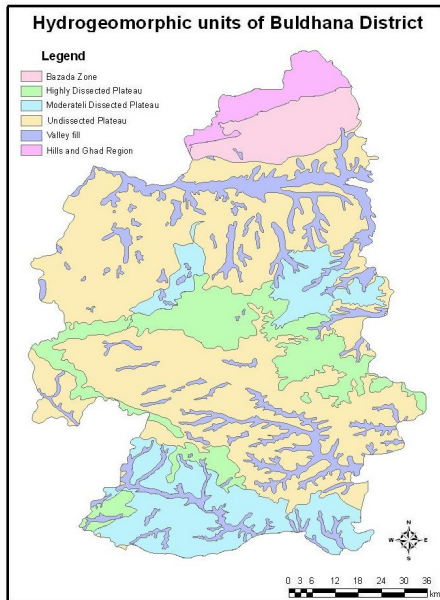 Hydrogeomorphic units of Buldhana District
Legend
Bazada Zone
Highly Dissected Plateau
Moderateli Dissected Plateau
Undissected Plateau
Valley fill
Hills and Ghad Region
N
W E
S
0 3 6 12 18 24 30 36
km